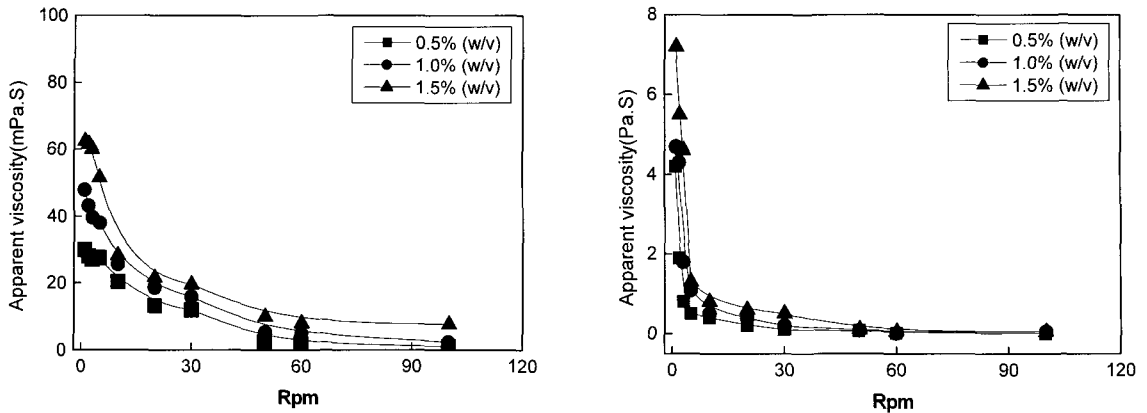 100
80
60
40
20
0
Apparent viscosity(mPa.S)
0.5% (w/v)
1.0% (w/v)
1.5% (w/v)
0 30 60 90 120
Rpm
8
6
4
2
0
Apparent viscosity(Pa.S)
0.5% (w/v)
1.0% (w/v)
1.5% (w/v)
0 30 60 90 120
Rpm